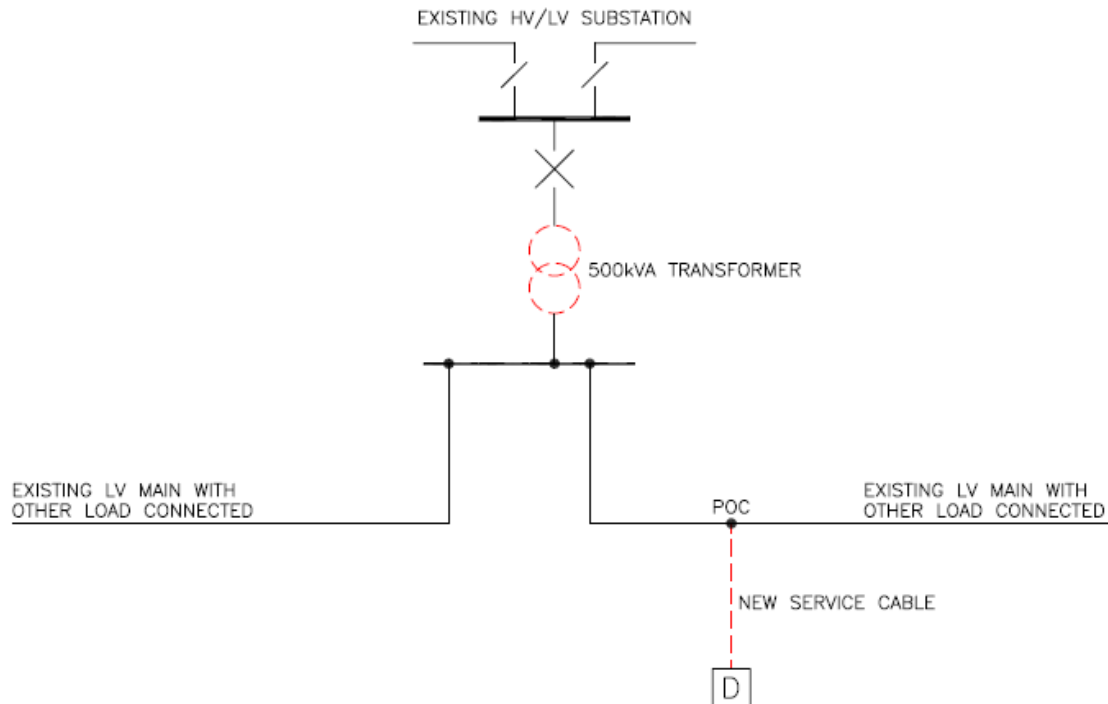 EXISTING HV/LV SUBSTATION
500kVA TRANSFORMER
EXISTING LV MAIN WITH
OTHER LOAD CONNECTED
POC
EXISTING LV MAIN WITH
OTHER LOAD CONNECTED
NEW SERVICE CABLE
D